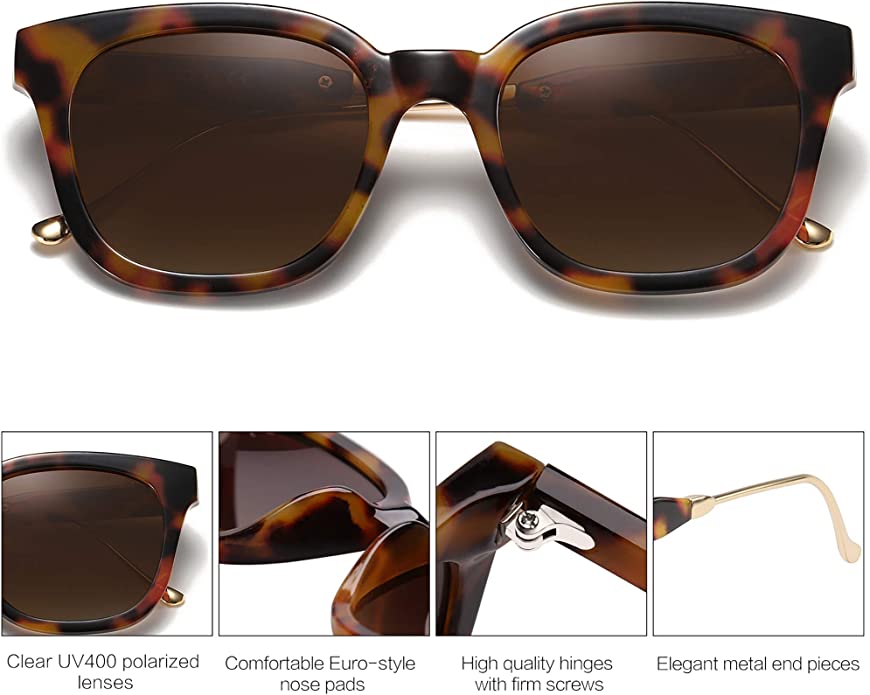 Clear UV400 polarized
lenses
Comfortable Euro-style
nose pads
High quality hinges
with firm screws
Elegant metal end pieces